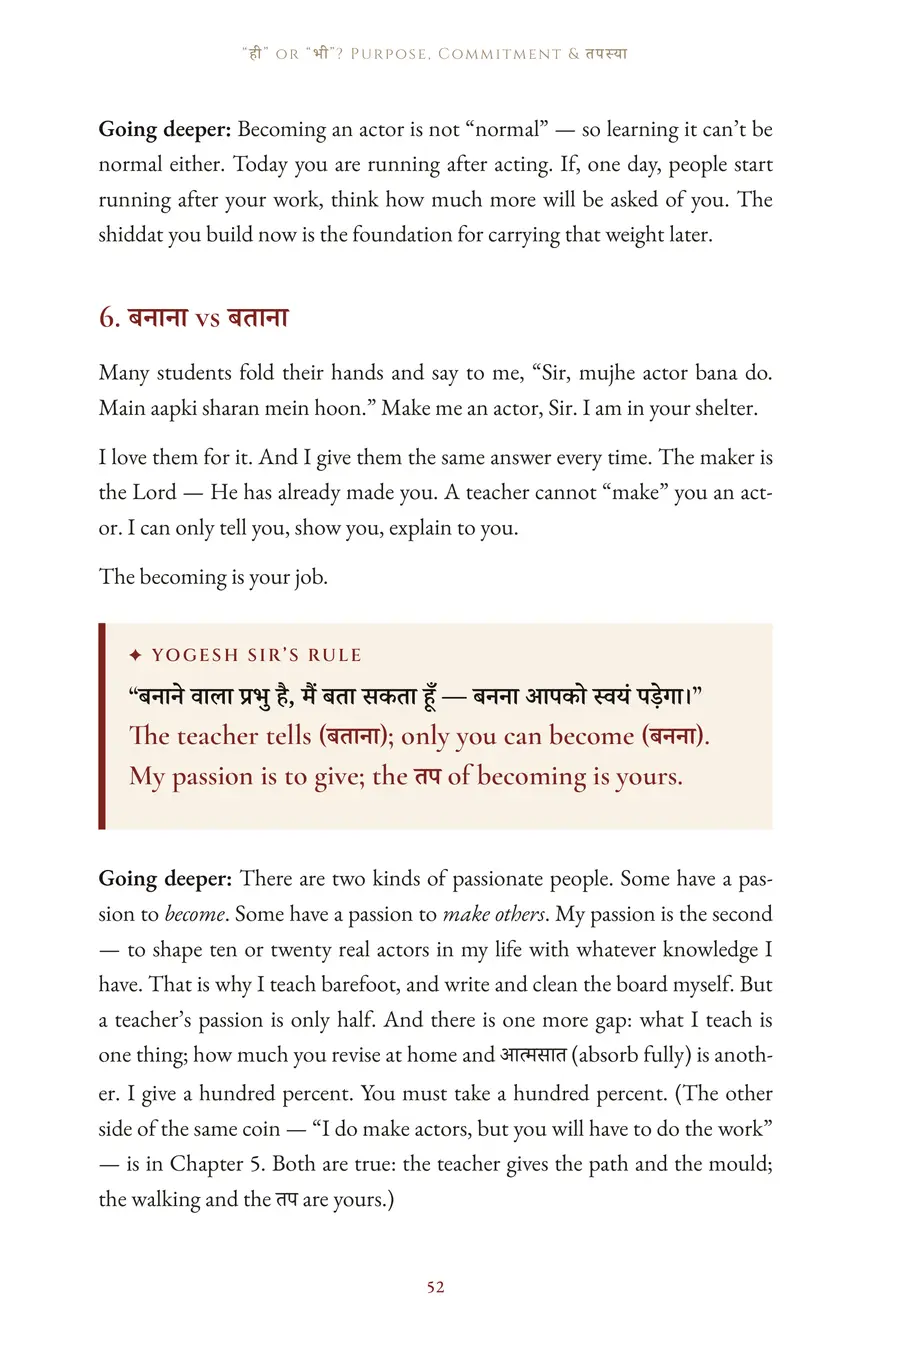 “ही” OR “भी”? PURPOSE, COMMITMENT & तपस्या
Going deeper: Becoming an actor is not “normal” — so learning it can’t be
normal either. Today you are running after acting. If, one day, people start
running after your work, think how much more will be asked of you. The
shiddat you build now is the foundation for carrying that weight later.
6. बनाना vs बताना
Many students fold their hands and say to me, “Sir, mujhe actor bana do.
Main aapki sharan mein hoon.” Make me an actor, Sir. I am in your shelter.
I love them for it. And I give them the same answer every time. The maker is
the Lord — He has already made you. A teacher cannot “make” you an act-
or. I can only tell you, show you, explain to you.
The becoming is your job.
✦ YOGESH SIR’S RULE
“बनाने वाला प्रभु है, मैं बता सकता हूँ — बनना आपको स्वयं पड़ेगा।”
The teacher tells (बताना); only you can become (बनना).
My passion is to give; the तप of becoming is yours.
Going deeper: There are two kinds of passionate people. Some have a pas-
sion to become. Some have a passion to make others. My passion is the second
— to shape ten or twenty real actors in my life with whatever knowledge I
have. That is why I teach barefoot, and write and clean the board myself. But
a teacher’s passion is only half. And there is one more gap: what I teach is
one thing; how much you revise at home and आत्मसात (absorb fully) is anoth-
er. I give a hundred percent. You must take a hundred percent. (The other
side of the same coin — “I do make actors, but you will have to do the work”
— is in Chapter 5. Both are true: the teacher gives the path and the mould;
the walking and the तप are yours.)
52